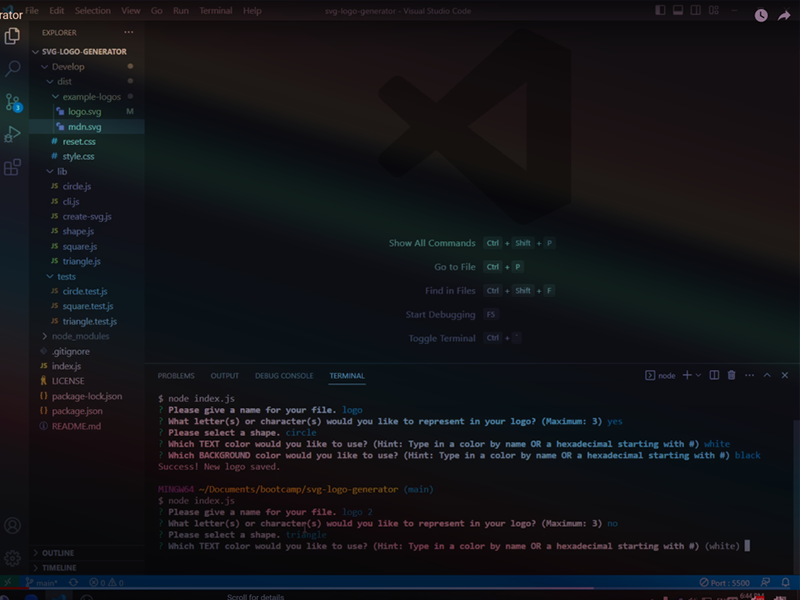 rator
File Edit Selection View Go Run Terminal Help
svg-logo-generator - Visual Studio Code
EXPLORER
SVG-LOGO-GENERATOR
Develop
dist
example-logos
logo.svg M
mdn.svg
reset.css
style.css
lib
circle.js
cli.js
create-svg.js
shape.js
square.js
triangle.js
tests
circle.test.js
square.test.js
triangle.test.js
node_modules
.gitignore
index.js
LICENSE
package-lock.json
package.json
README.md
OUTLINE
TIMELINE
Show All Commands Ctrl + Shift + P
Go to File Ctrl + P
Find in Files Ctrl + Shift + F
Start Debugging F5
Toggle Terminal Ctrl + `
PROBLEMS OUTPUT DEBUG CONSOLE TERMINAL
node
$ node index.js
? Please give a name for your file. logo
? What letter(s) or character(s) would you like to represent in your logo? (Maximum: 3) yes
? Please select a shape. circle
? Which TEXT color would you like to use? (Hint: Type in a color by name OR a hexadecimal starting with #) white
? Which BACKGROUND color would you like to use? (Hint: Type in a color by name OR a hexadecimal starting with #) black
Success! New logo saved.
MINGW64 ~/Documents/bootcamp/svg-logo-generator (main)
$ node index.js
? Please give a name for your file. logo 2
? What letter(s) or character(s) would you like to represent in your logo? (Maximum: 3) no
? Please select a shape. triangle
? Which TEXT color would you like to use? (Hint: Type in a color by name OR a hexadecimal starting with #) (white)
main* 0 0 Port : 5500
Scroll for details
6:44 PM